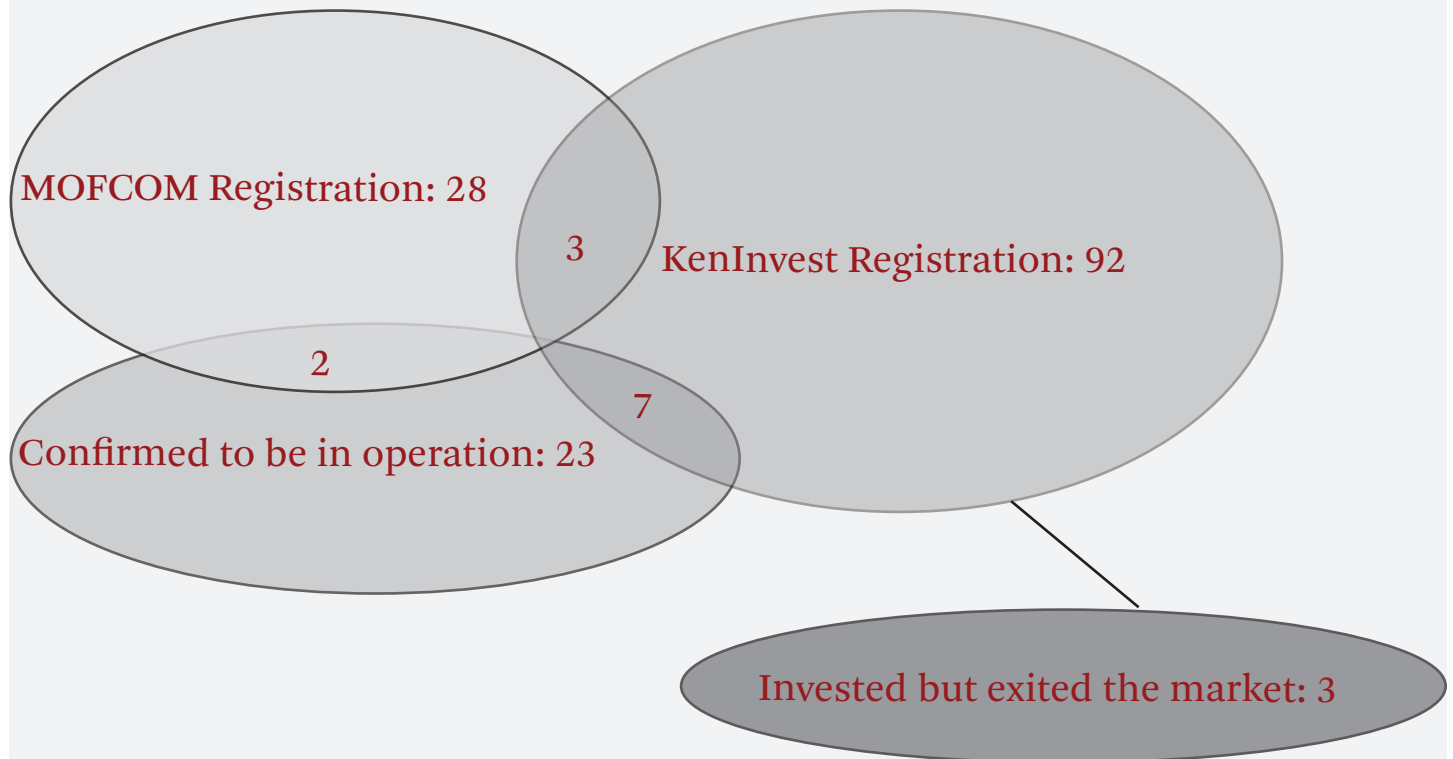 MOFCOM Registration: 28
3
KenInvest Registration: 92
2
7
Confirmed to be in operation: 23
Invested but exited the market: 3